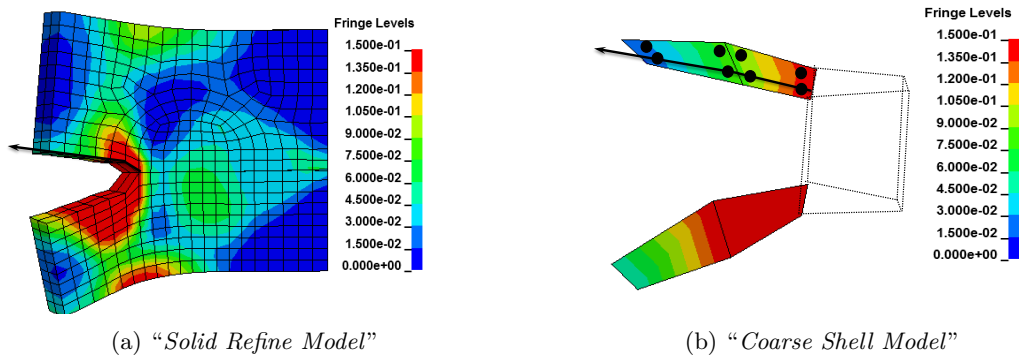 Fringe Levels
1.500e-01
1.350e-01
1.200e-01
1.050e-01
9.000e-02
7.500e-02
6.000e-02
4.500e-02
3.000e-02
1.500e-02
0.000e+00
(a) “Solid Refine Model”
Fringe Levels
1.500e-01
1.350e-01
1.200e-01
1.050e-01
9.000e-02
7.500e-02
6.000e-02
4.500e-02
3.000e-02
1.500e-02
0.000e+00
(b) “Coarse Shell Model”